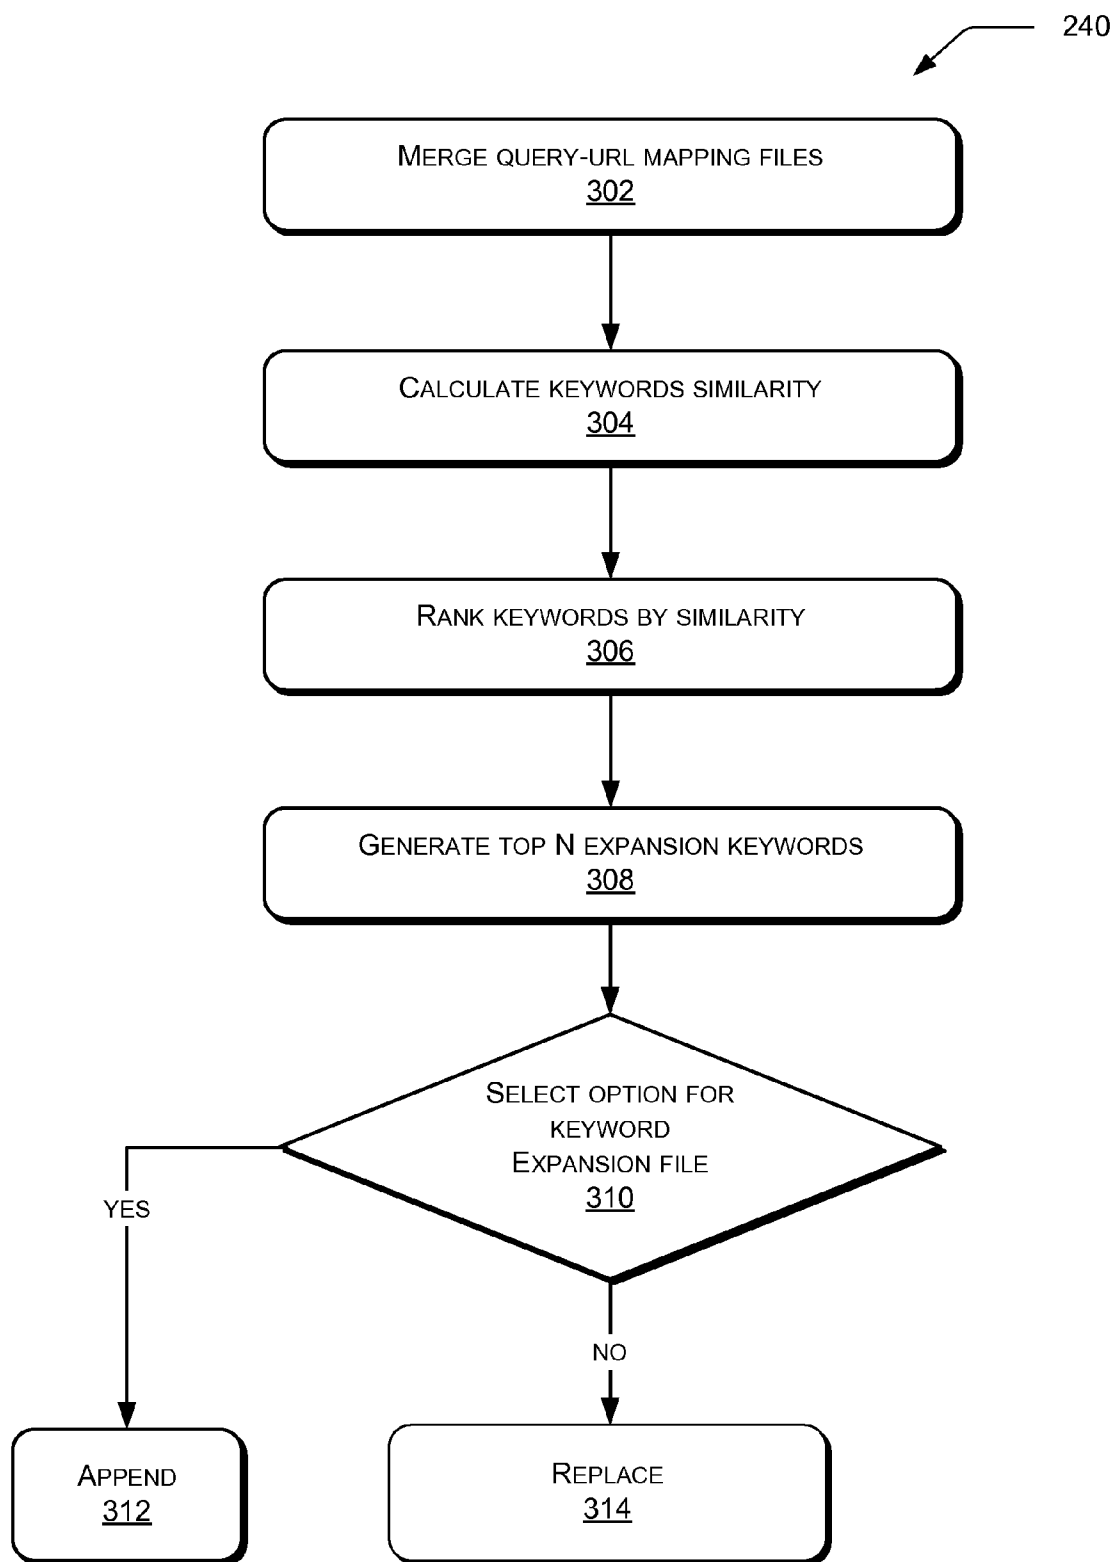 240
MERGE QUERY-URL MAPPING FILES
302
CALCULATE KEYWORDS SIMILARITY
304
RANK KEYWORDS BY SIMILARITY
306
GENERATE TOP N EXPANSION KEYWORDS
308
SELECT OPTION FOR
KEYWORD
EXPANSION FILE
310
YES
NO
APPEND
312
REPLACE
314